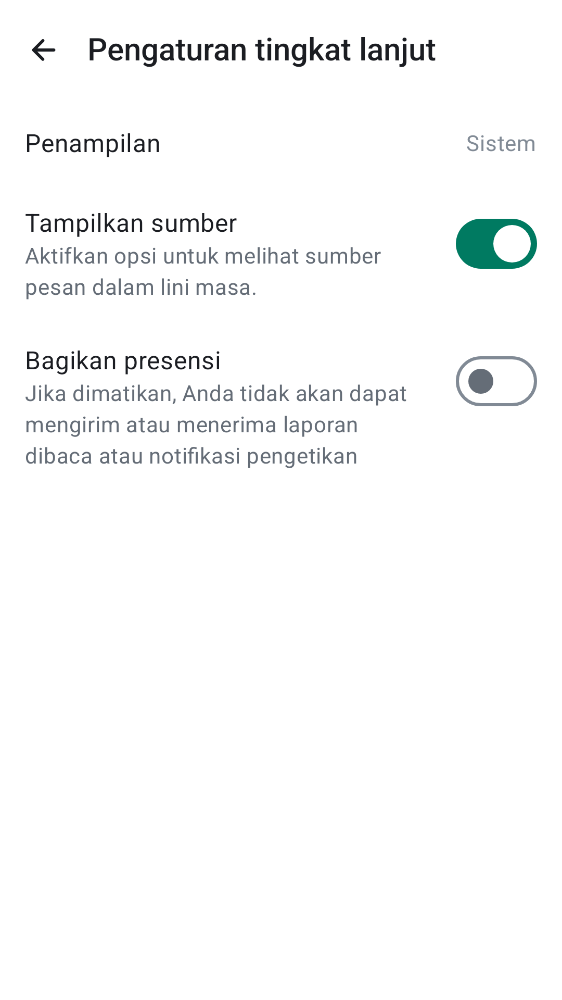 Pengaturan tingkat lanjut
Penampilan
Sistem
Tampilkan sumber
Aktifkan opsi untuk melihat sumber
pesan dalam lini masa.
Bagikan presensi
Jika dimatikan, Anda tidak akan dapat
mengirim atau menerima laporan
dibaca atau notifikasi pengetikan